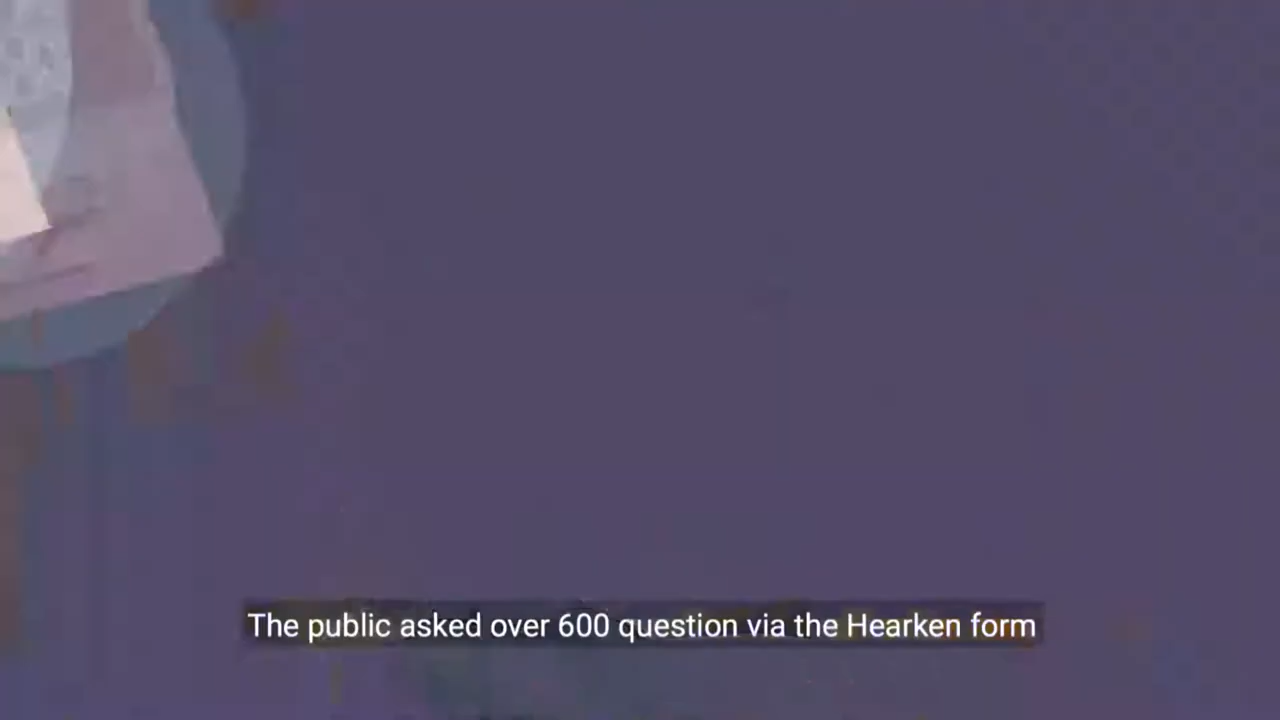 The public asked over 600 question via the Hearken form